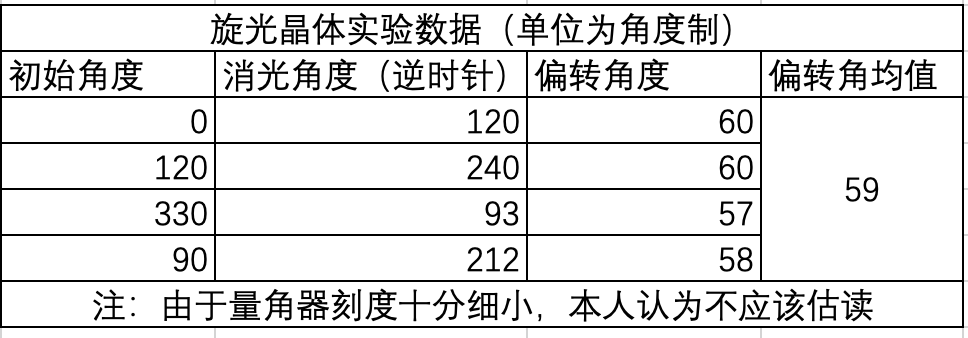 旋光晶体实验数据（单位为角度制）
初始角度 消光角度（逆时针） 偏转角度 偏转角均值
0 120 60
120 240 60
59
330 93 57
90 212 58
注：由于量角器刻度十分细小，本人认为不应该估读